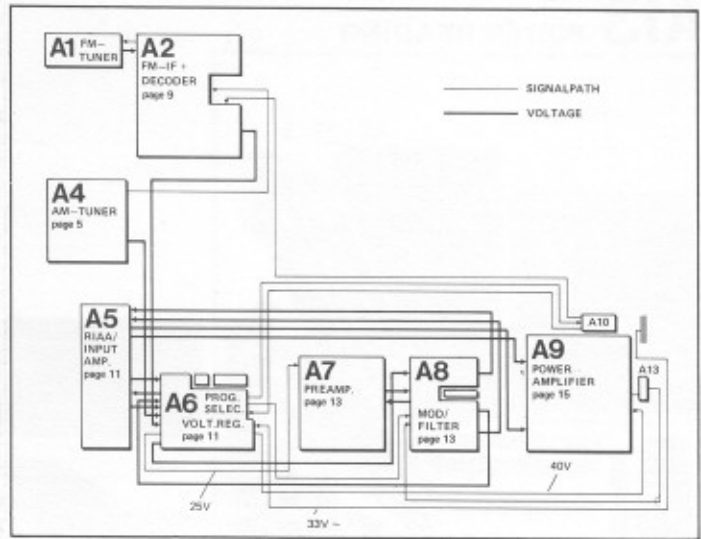 A1 FM-
TUNER
A2
FM-IF +
DECODER
page 9
SIGNALPATH
VOLTAGE
A4
AM-TUNER
page 5
A5
RIAA/
INPUT
AMP.
page 11
A6 PROG.
SELEC.
VOLT.REG.
page 11
A7
PREAMP.
page 13
A8
MOD/
FILTER
page 13
A10
A9
POWER
AMPLIFIER
page 15
A13
25V
33V ~
40V